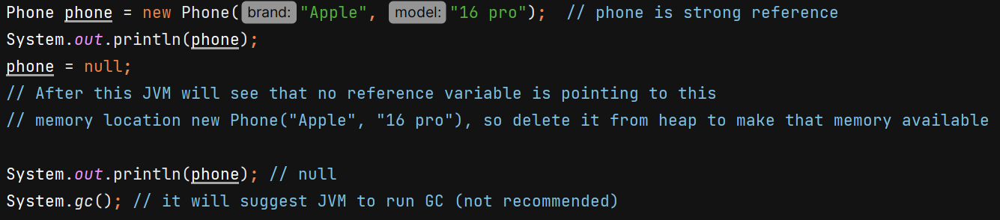 Phone phone = new Phone( brand: "Apple", model: "16 pro"); // phone is strong reference
System.out.println(phone);
phone = null;
// After this JVM will see that no reference variable is pointing to this
// memory location new Phone("Apple", "16 pro"), so delete it from heap to make that memory available
System.out.println(phone); // null
System.gc(); // it will suggest JVM to run GC (not recommended)